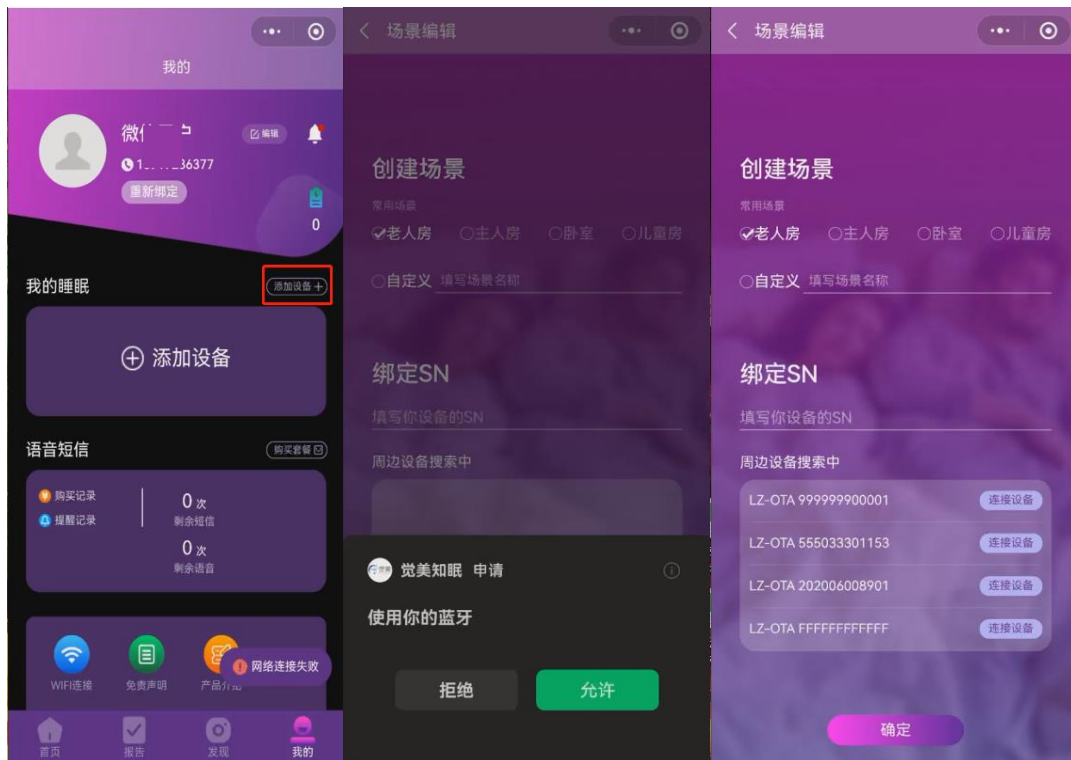 我的
编辑
36377
重新绑定
0
我的睡眠
添加设备
添加设备
语音短信
购买套餐
购买记录
提醒记录
0 次
剩余短信
0 次
剩余语音
网络连接失败
WIFI连接
免责声明
首页
报告
发现
我的
场景编辑
创建场景
常用场景
老人房 主人房 卧室 儿童房
自定义 填写场景名称
绑定SN
填写你设备的SN
周边设备搜索中
觉美知眠 申请
使用你的蓝牙
拒绝 允许
场景编辑
创建场景
常用场景
老人房 主人房 卧室 儿童房
自定义 填写场景名称
绑定SN
填写你设备的SN
周边设备搜索中
LZ-OTA 999999900001 连接设备
LZ-OTA 555033301153 连接设备
LZ-OTA 202006008901 连接设备
LZ-OTA FFFFFFFFFFFF 连接设备
确定